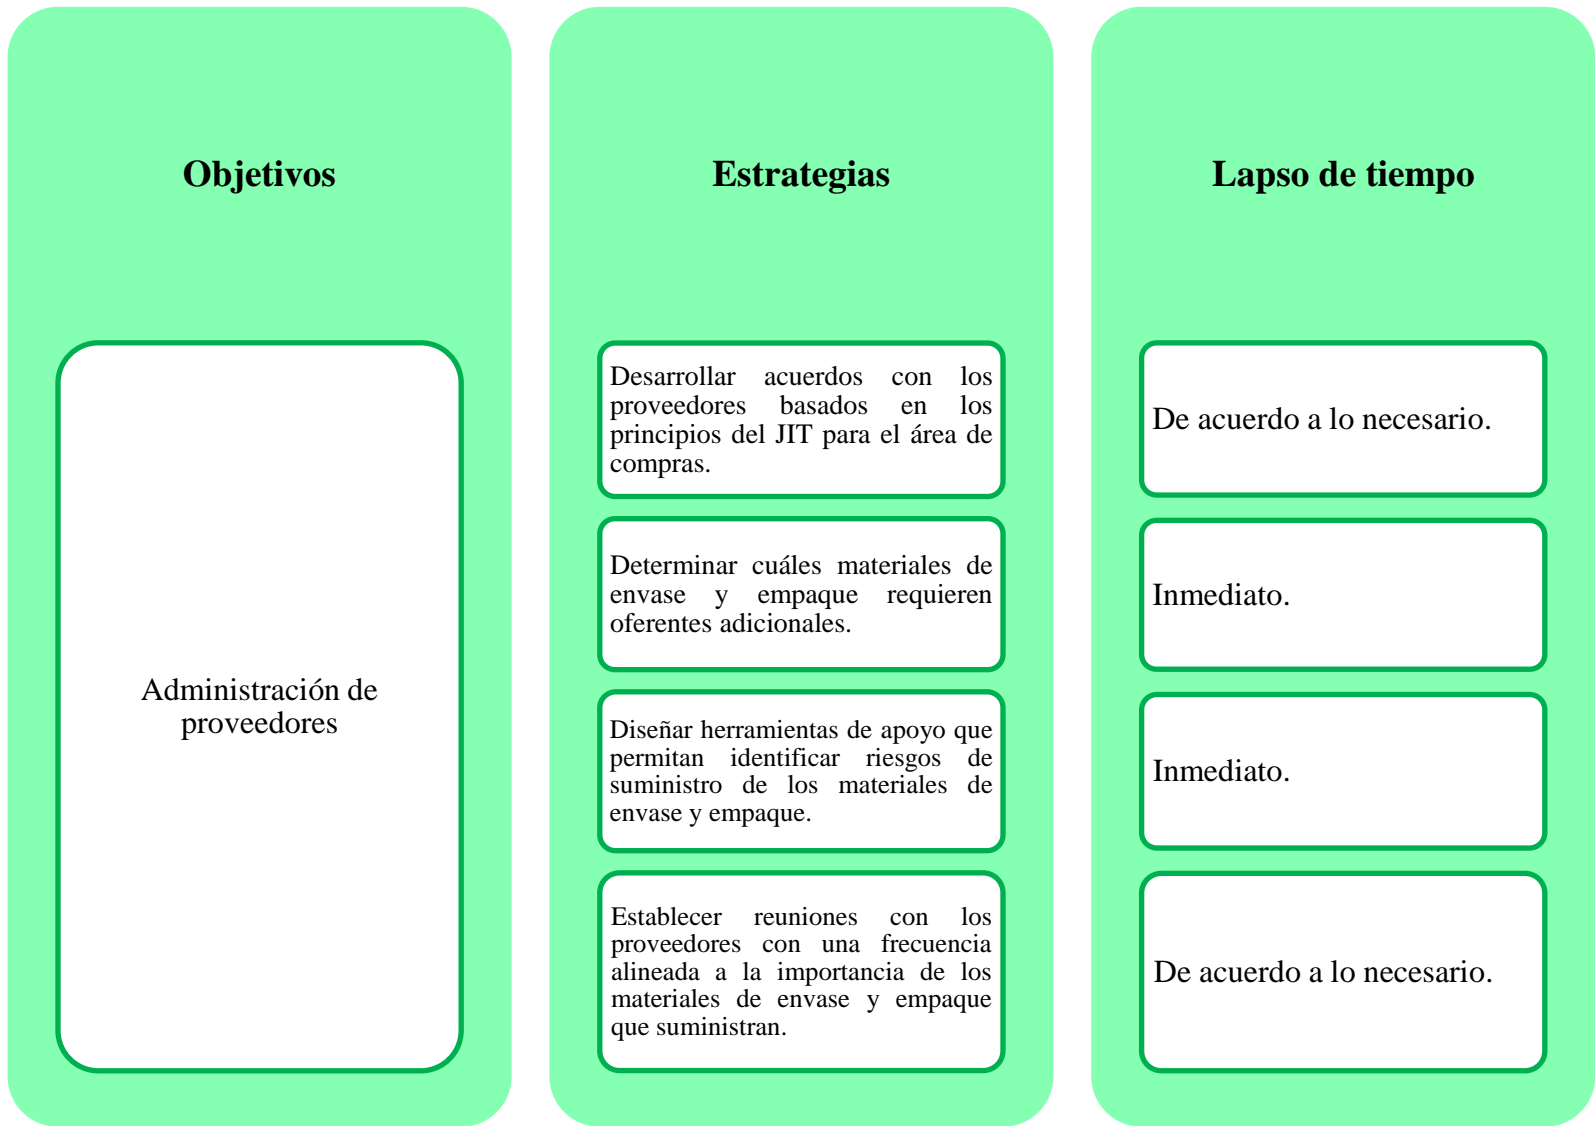 Objetivos
Estrategias
Lapso de tiempo
Administración de
proveedores
Desarrollar acuerdos con los
proveedores basados en los
principios del JIT para el área de
compras.
De acuerdo a lo necesario.
Determinar cuáles materiales de
envase y empaque requieren
oferentes adicionales.
Inmediato.
Diseñar herramientas de apoyo que
permitan identificar riesgos de
suministro de los materiales de
envase y empaque.
Inmediato.
Establecer reuniones con los
proveedores con una frecuencia
alineada a la importancia de los
materiales de envase y empaque
que suministran.
De acuerdo a lo necesario.